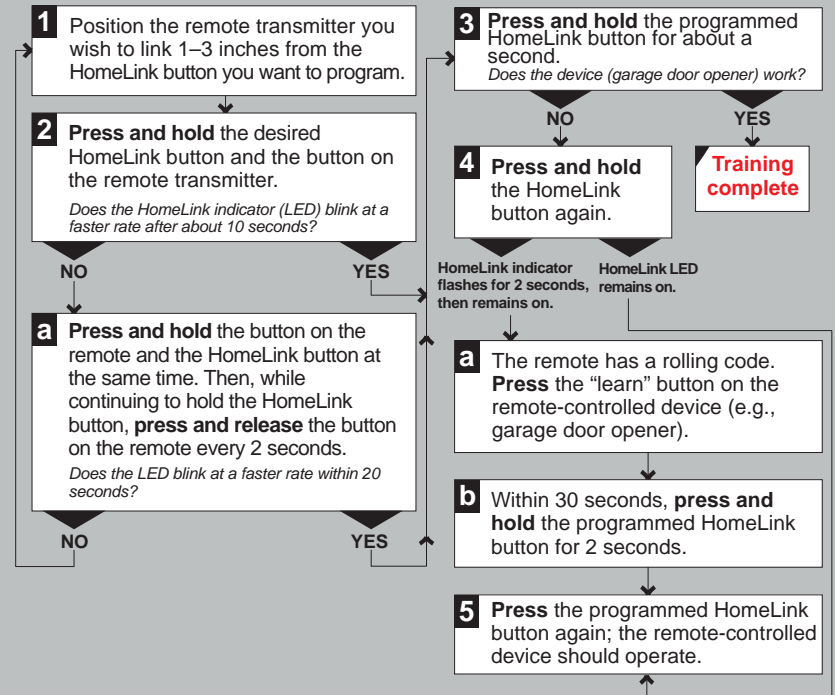 1
Position the remote transmitter you
wish to link 1–3 inches from the
HomeLink button you want to program.
2
Press and hold the desired
HomeLink button and the button on
the remote transmitter.
Does the HomeLink indicator (LED) blink at a
faster rate after about 10 seconds?
NO
YES
a
Press and hold the button on the
remote and the HomeLink button at
the same time. Then, while
continuing to hold the HomeLink
button, press and release the button
on the remote every 2 seconds.
Does the LED blink at a faster rate within 20
seconds?
NO
YES
3
Press and hold the programmed
HomeLink button for about a
second.
Does the device (garage door opener) work?
NO
YES
4
Press and hold
the HomeLink
button again.
Training
complete
HomeLink indicator
flashes for 2 seconds,
then remains on.
HomeLink LED
remains on.
a
The remote has a rolling code.
Press the “learn” button on the
remote-controlled device (e.g.,
garage door opener).
b
Within 30 seconds, press and
hold the programmed HomeLink
button for 2 seconds.
5
Press the programmed HomeLink
button again; the remote-controlled
device should operate.